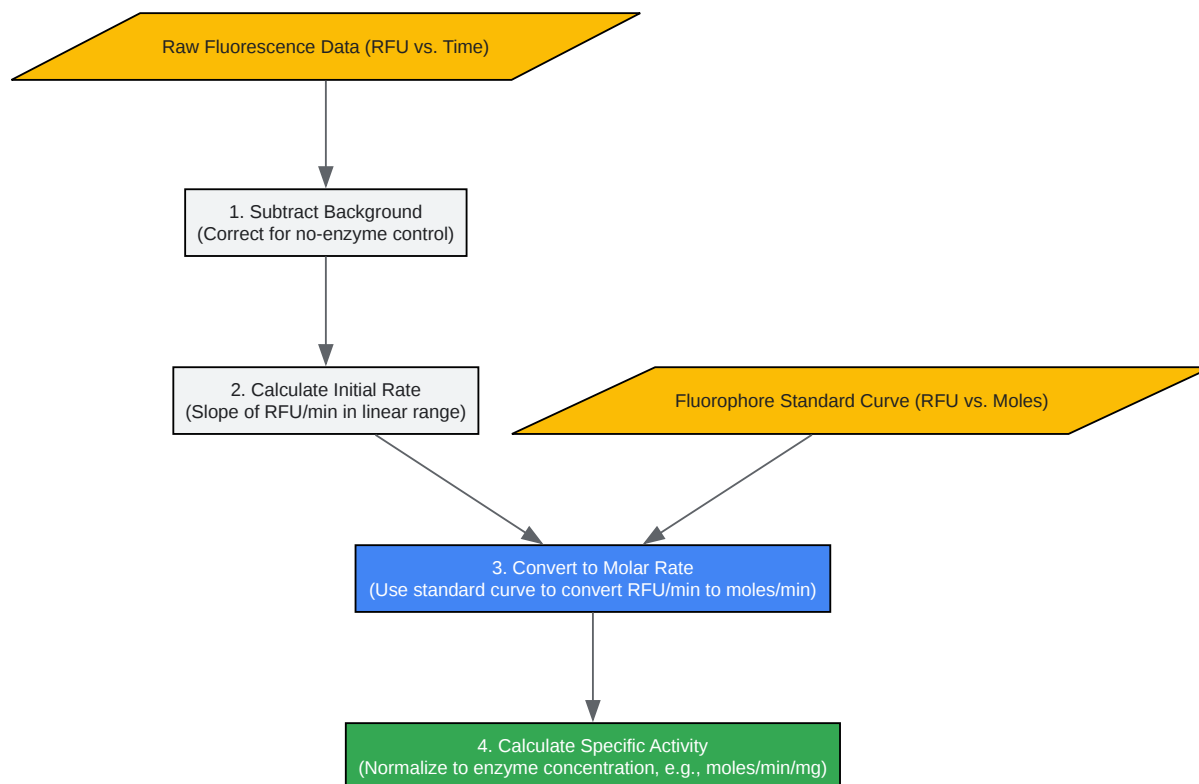 Raw Fluorescence Data (RFU vs. Time)
1. Subtract Background
(Correct for no-enzyme control)
2. Calculate Initial Rate
(Slope of RFU/min in linear range)
Fluorophore Standard Curve (RFU vs. Moles)
3. Convert to Molar Rate
(Use standard curve to convert RFU/min to moles/min)
4. Calculate Specific Activity
(Normalize to enzyme concentration, e.g., moles/min/mg)